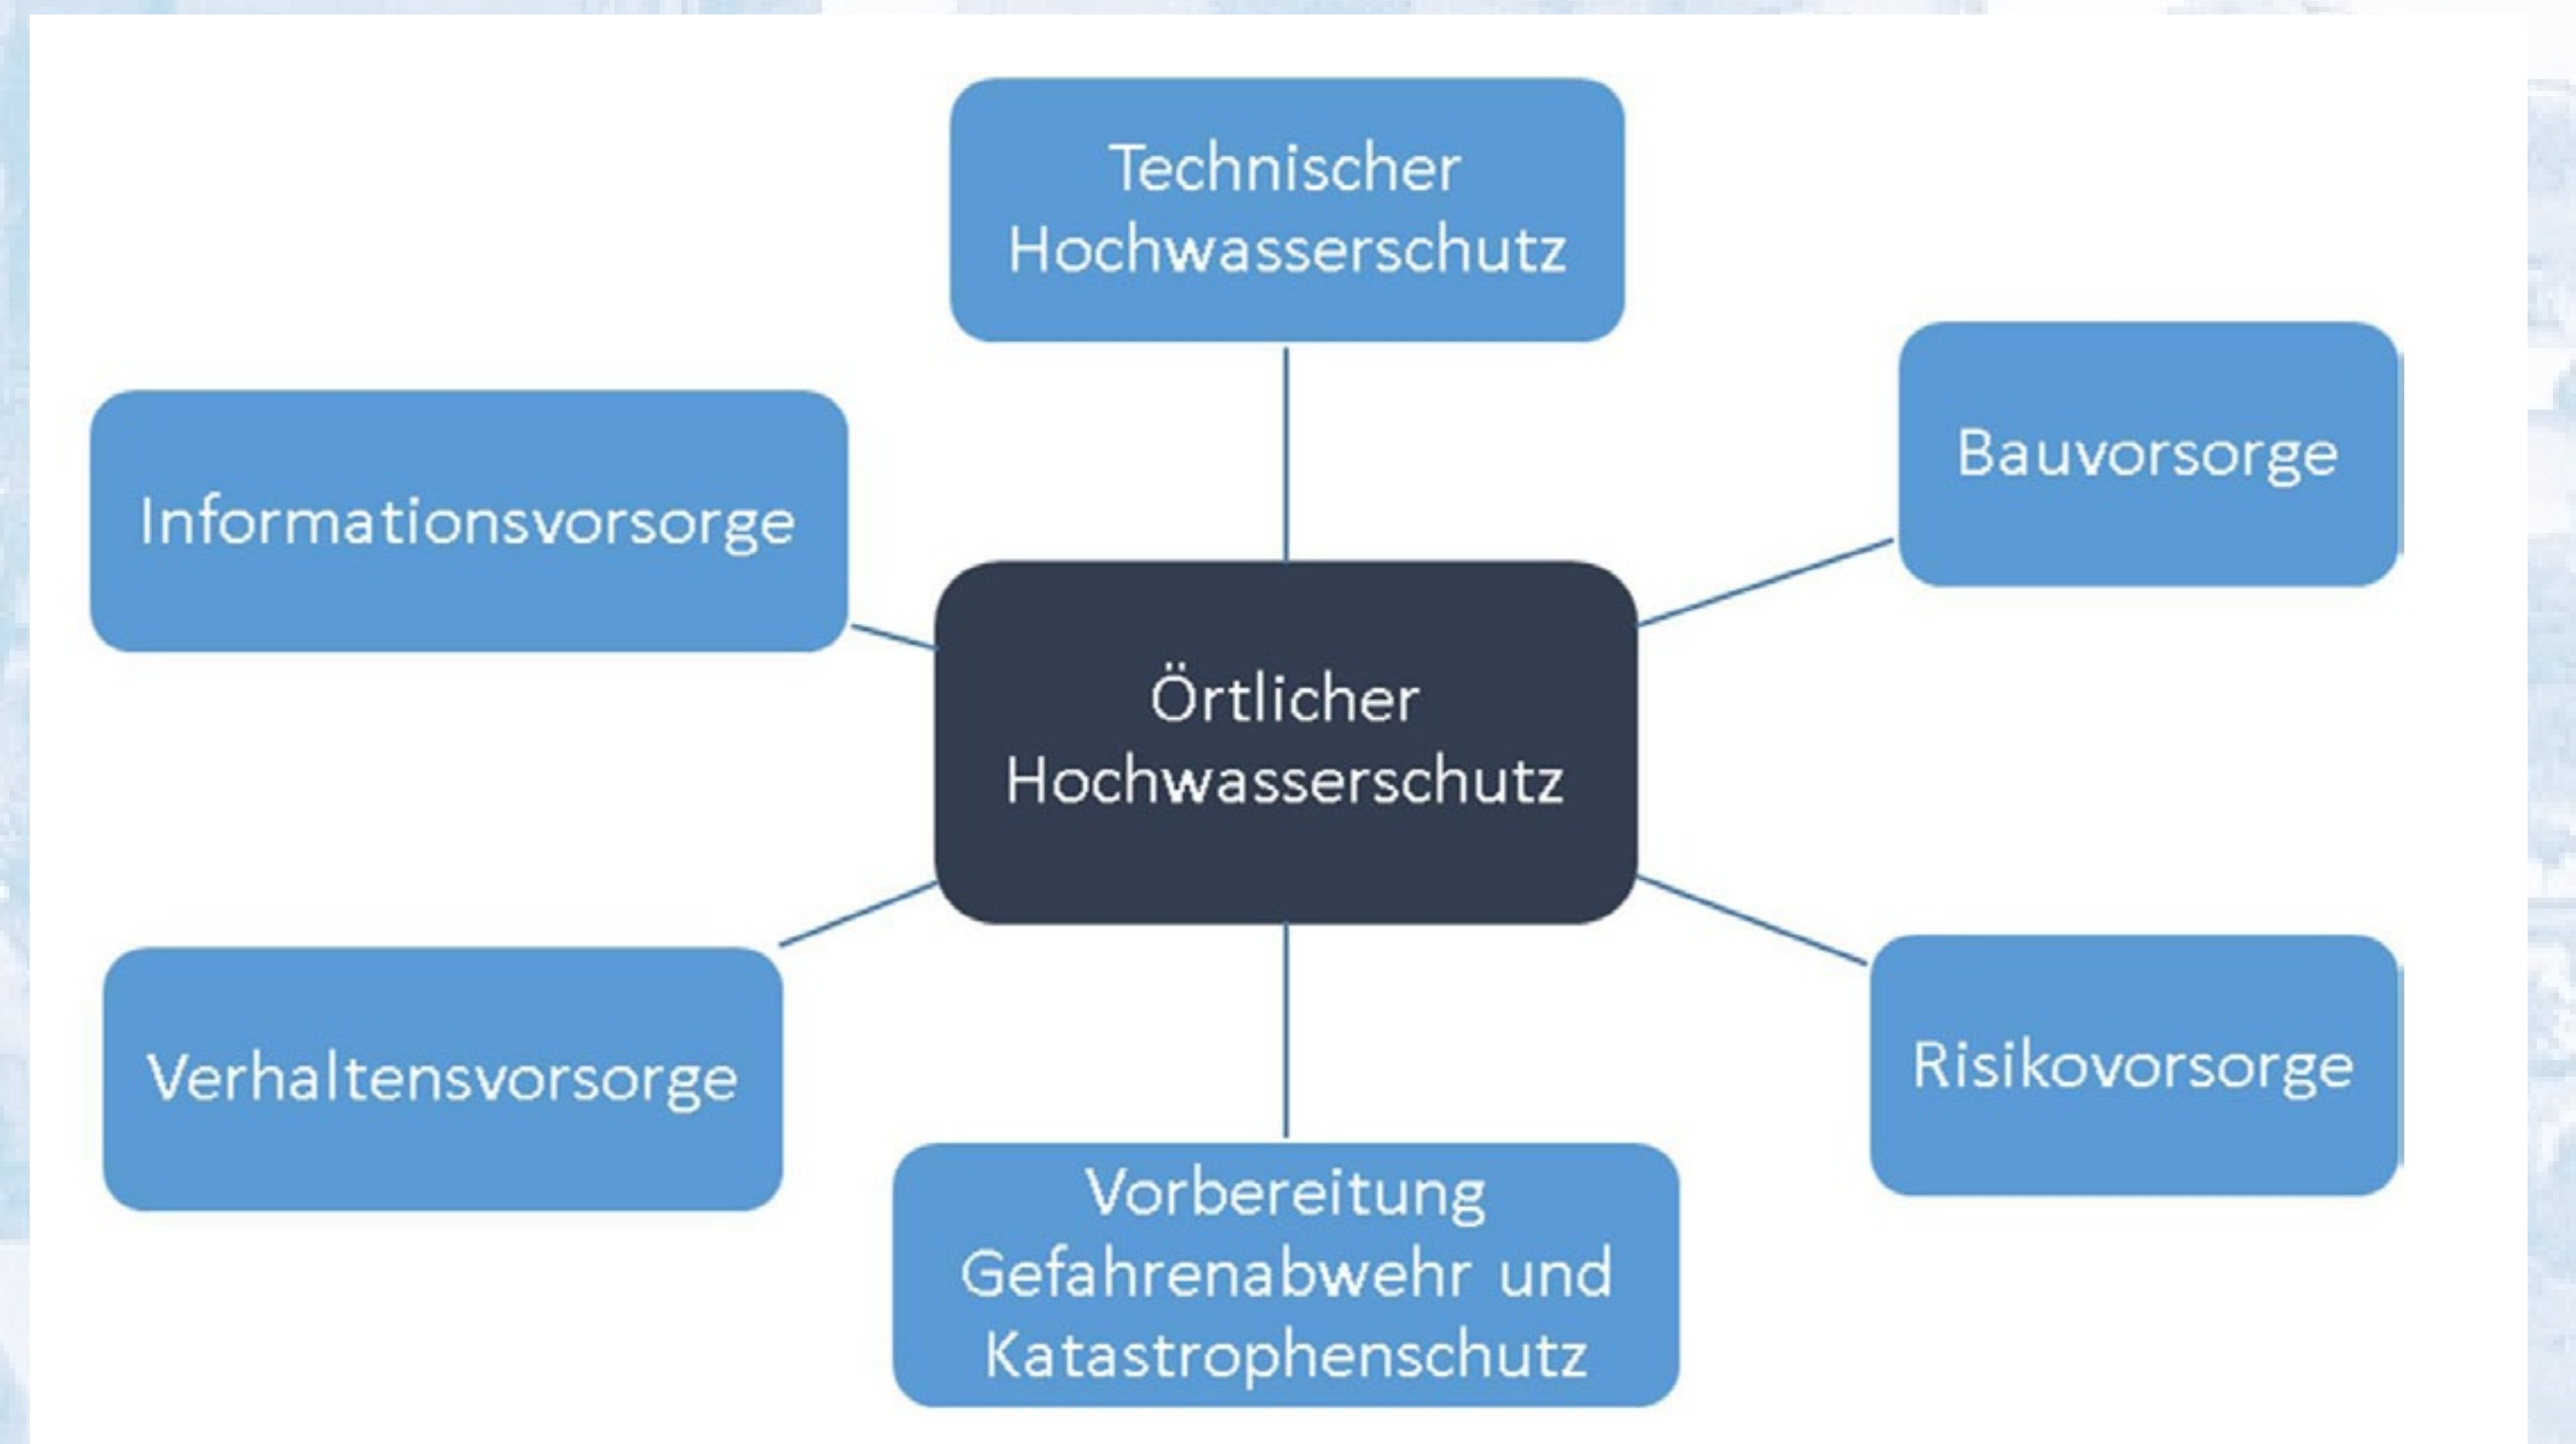 Technischer
Hochwasserschutz
Bauvorsorge
Informationsvorsorge
Örtlicher
Hochwasserschutz
Risikovorsorge
Verhaltensvorsorge
Vorbereitung
Gefahrenabwehr und
Katastrophenschutz